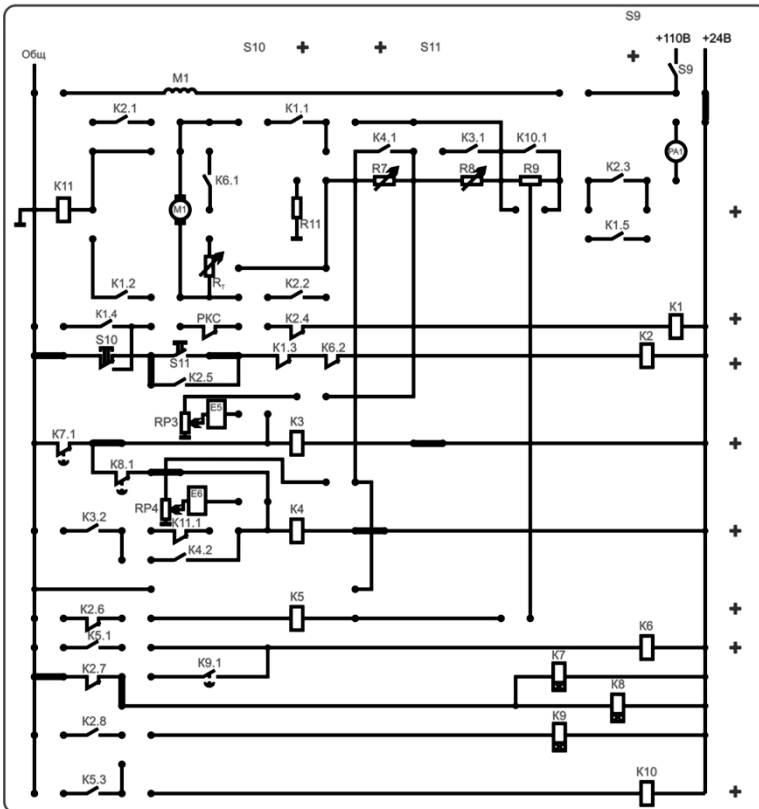 S9
S10 + + S11
+
+110В +24В
Общ
S9
M1
K2.1 K1.1
K4.1 K3.1 K10.1
PA1
K11 K6.1 R7 R8 R9 K2.3
M1 R11
+
K1.5
Rт
K1.2 K2.2
K1.4 РКС K2.4 K1 +
S10 K2
S11 K1.3 K6.2 +
K2.5
RP3 E5
K7.1 K3 +
K8.1
RP4 E6
K3.2 K11.1 K4 +
K4.2
K2.6 K5 +
K5.1 K6 +
K2.7 K9.1 K7
K8
K2.8 K9
K5.3 K10 +